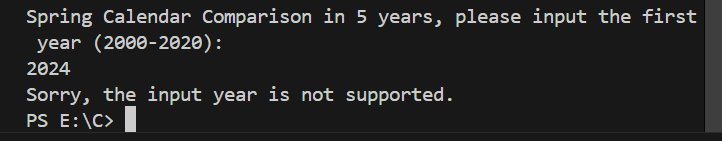 Spring Calendar Comparison in 5 years, please input the first
year (2000-2020):
2024
Sorry, the input year is not supported.
PS E:\C>